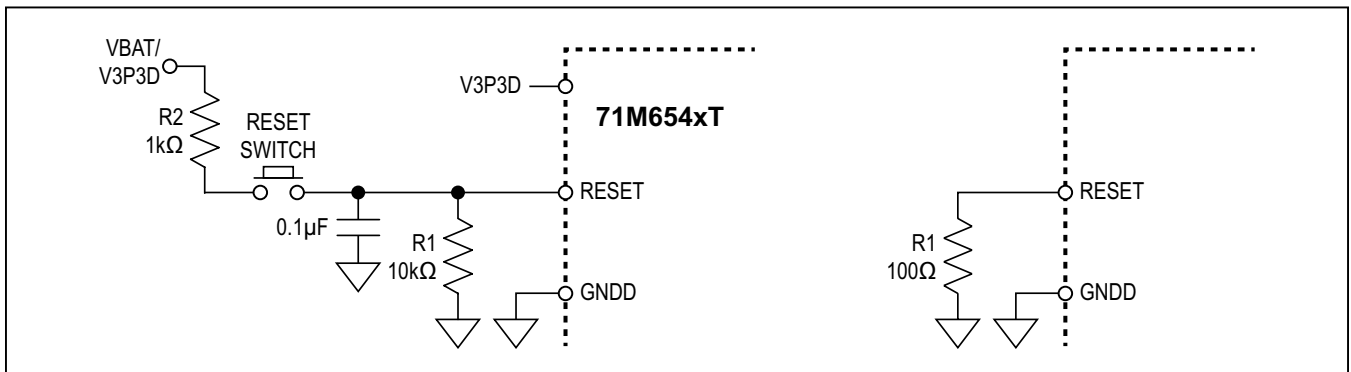 VBAT/
V3P3D
R2
1kΩ
RESET
SWITCH
0.1µF
R1
10kΩ
V3P3D
71M654xT
RESET
GNDD
R1
100Ω
RESET
GNDD